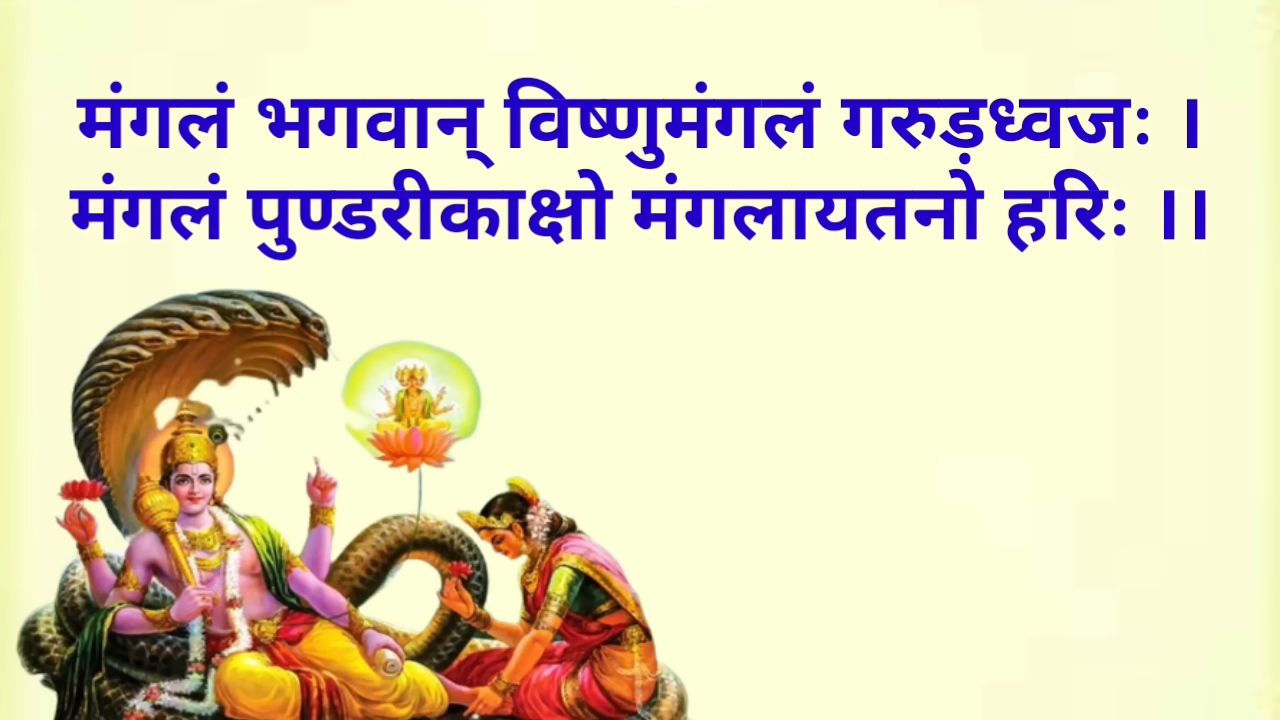 मंगलं भगवान् विष्णुमंगलं गरुड़ध्वजः ।
मंगलं पुण्डरीकाक्षो मंगलायतनो हरिः ।।